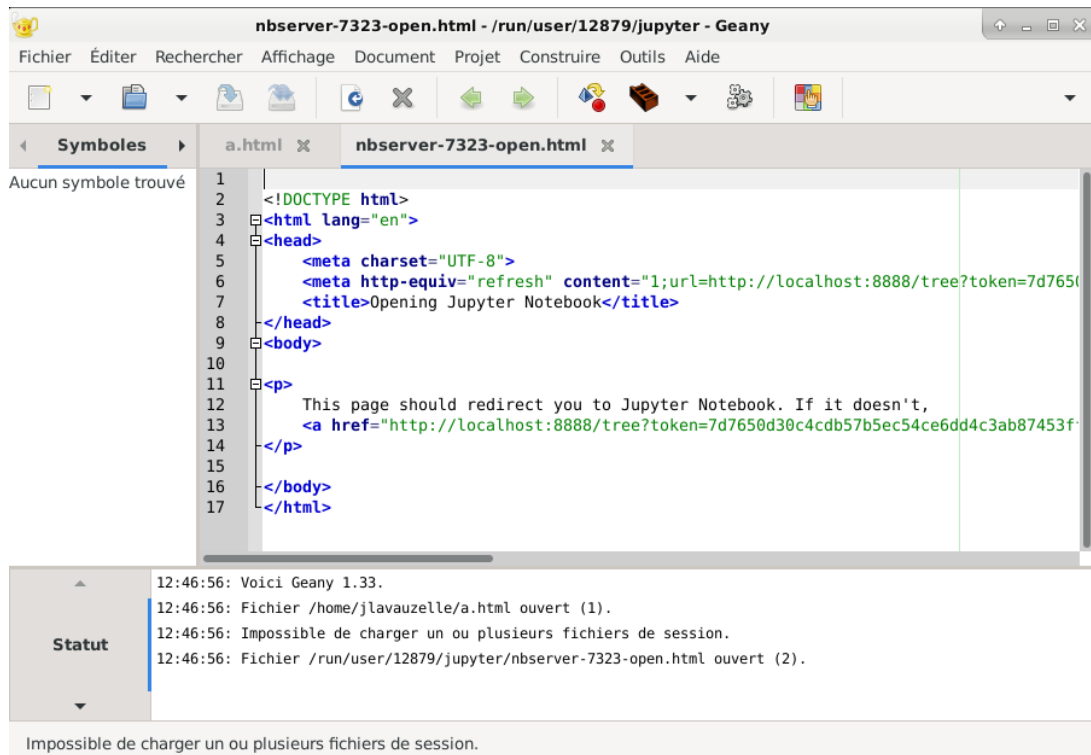 nbserver-7323-open.html - /run/user/12879/jupyter - Geany
Fichier Éditer Rechercher Affichage Document Projet Construire Outils Aide
Symboles
a.html
nbserver-7323-open.html
Aucun symbole trouvé
1
2 <!DOCTYPE html>
3 <html lang="en">
4 <head>
5 <meta charset="UTF-8">
6 <meta http-equiv="refresh" content="1;url=http://localhost:8888/tree?token=7d7650
7 <title>Opening Jupyter Notebook</title>
8 </head>
9 <body>
10
11 <p>
12 This page should redirect you to Jupyter Notebook. If it doesn't,
13 <a href="http://localhost:8888/tree?token=7d7650d30c4cdb57b5ec54ce6dd4c3ab87453f
14 </p>
15
16 </body>
17 </html>
Statut
12:46:56: Voici Geany 1.33.
12:46:56: Fichier /home/jlavauzelle/a.html ouvert (1).
12:46:56: Impossible de charger un ou plusieurs fichiers de session.
12:46:56: Fichier /run/user/12879/jupyter/nbserver-7323-open.html ouvert (2).
Impossible de charger un ou plusieurs fichiers de session.